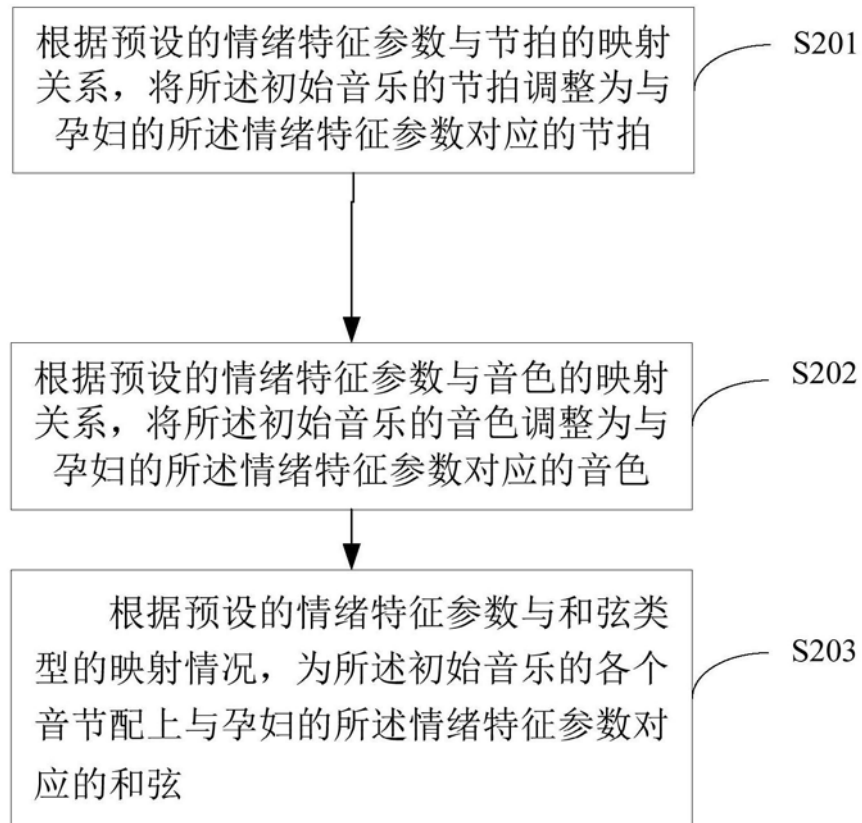 根据预设的情绪特征参数与节拍的映射
关系，将所述初始音乐的节拍调整为与
孕妇的所述情绪特征参数对应的节拍
S201
根据预设的情绪特征参数与音色的映射
关系，将所述初始音乐的音色调整为与
孕妇的所述情绪特征参数对应的音色
S202
根据预设的情绪特征参数与和弦类
型的映射情况，为所述初始音乐的各个
音节配上与孕妇的所述情绪特征参数对
应的和弦
S203